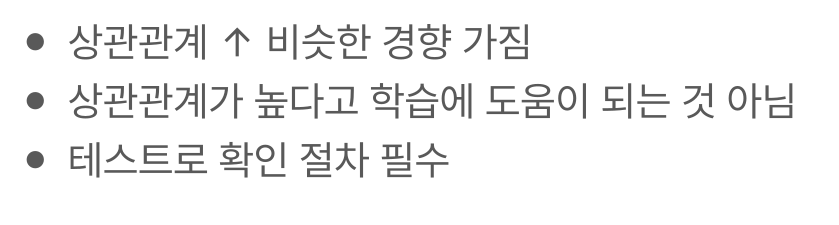 ● 상관관계 ↑ 비슷한 경향 가짐
● 상관관계가 높다고 학습에 도움이 되는 것 아님
● 테스트로 확인 절차 필수